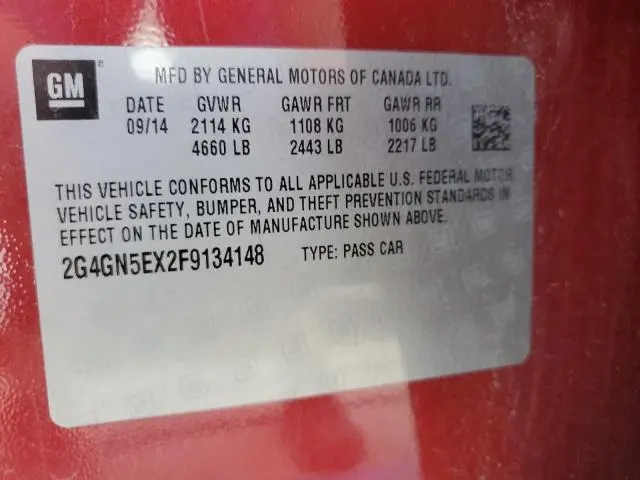 GM ® MFD BY GENERAL MOTORS OF CANADA LTD.
DATE GVWR GAWR FRT GAWR RR
09/14 2114 KG 1108 KG 1006 KG
4660 LB 2443 LB 2217 LB
THIS VEHICLE CONFORMS TO ALL APPLICABLE U.S. FEDERAL MOTOR
VEHICLE SAFETY, BUMPER, AND THEFT PREVENTION STANDARDS IN
EFFECT ON THE DATE OF MANUFACTURE SHOWN ABOVE.
2G4GN5EX2F9134148 TYPE: PASS CAR